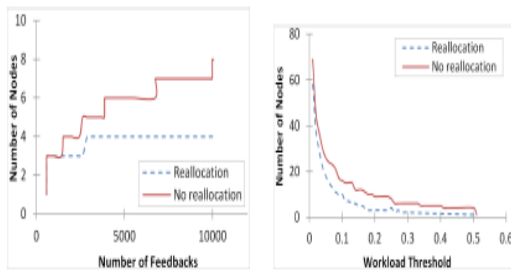 10
8
6
4
2
0
Number of Nodes
Reallocation
No reallocation
0
5000
10000
Number of Feedbacks
80
60
40
20
0
Number of Nodes
Reallocation
No reallocation
0
0.1
0.2
0.3
0.4
0.5
0.6
Workload Threshold